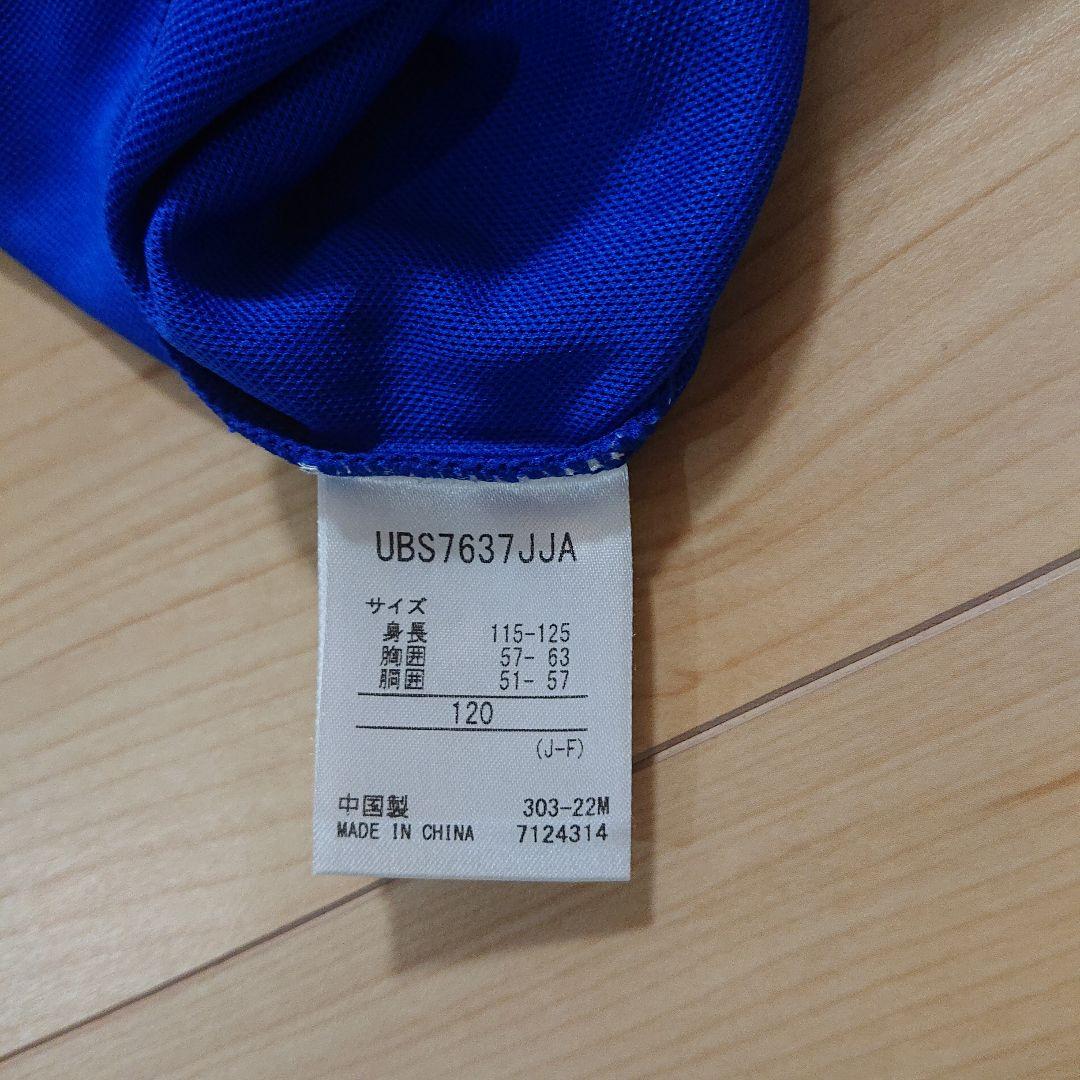 UBS7637JJA
サイズ
身長 115-125
胸囲 57- 63
胴囲 51- 57
120
(J-F)
中国製 303-22M
MADE IN CHINA 7124314